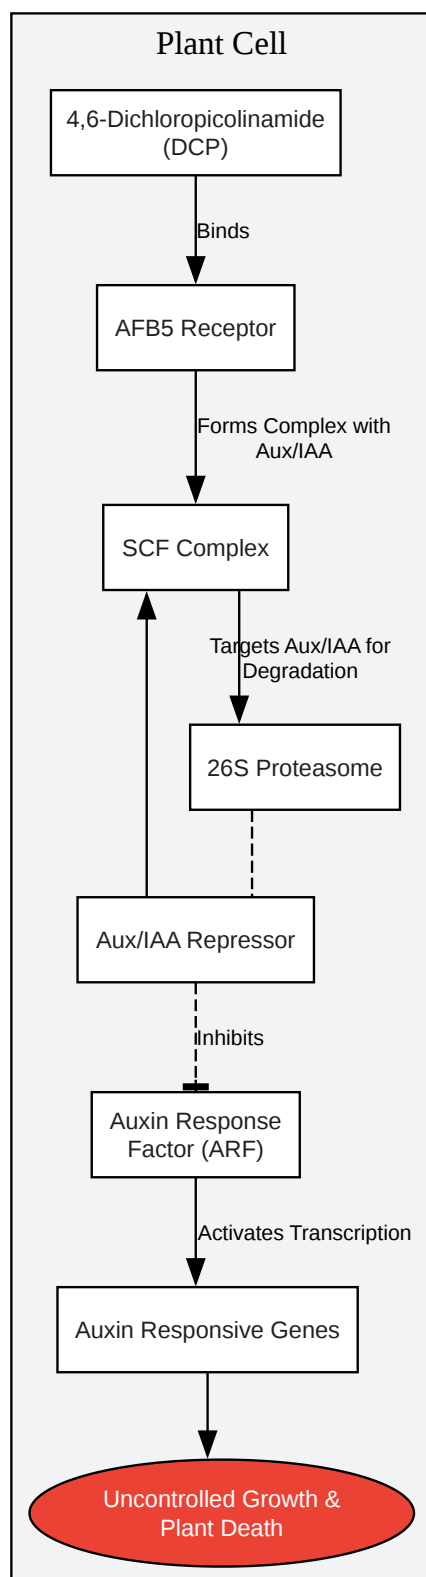 Plant Cell
4,6-Dichloropicolinamide
(DCP)
Binds
AFB5 Receptor
Forms Complex with
Aux/IAA
SCF Complex
Targets Aux/IAA for
Degradation
26S Proteasome
Aux/IAA Repressor
Inhibits
Auxin Response
Factor (ARF)
Activates Transcription
Auxin Responsive Genes
Uncontrolled Growth &
Plant Death